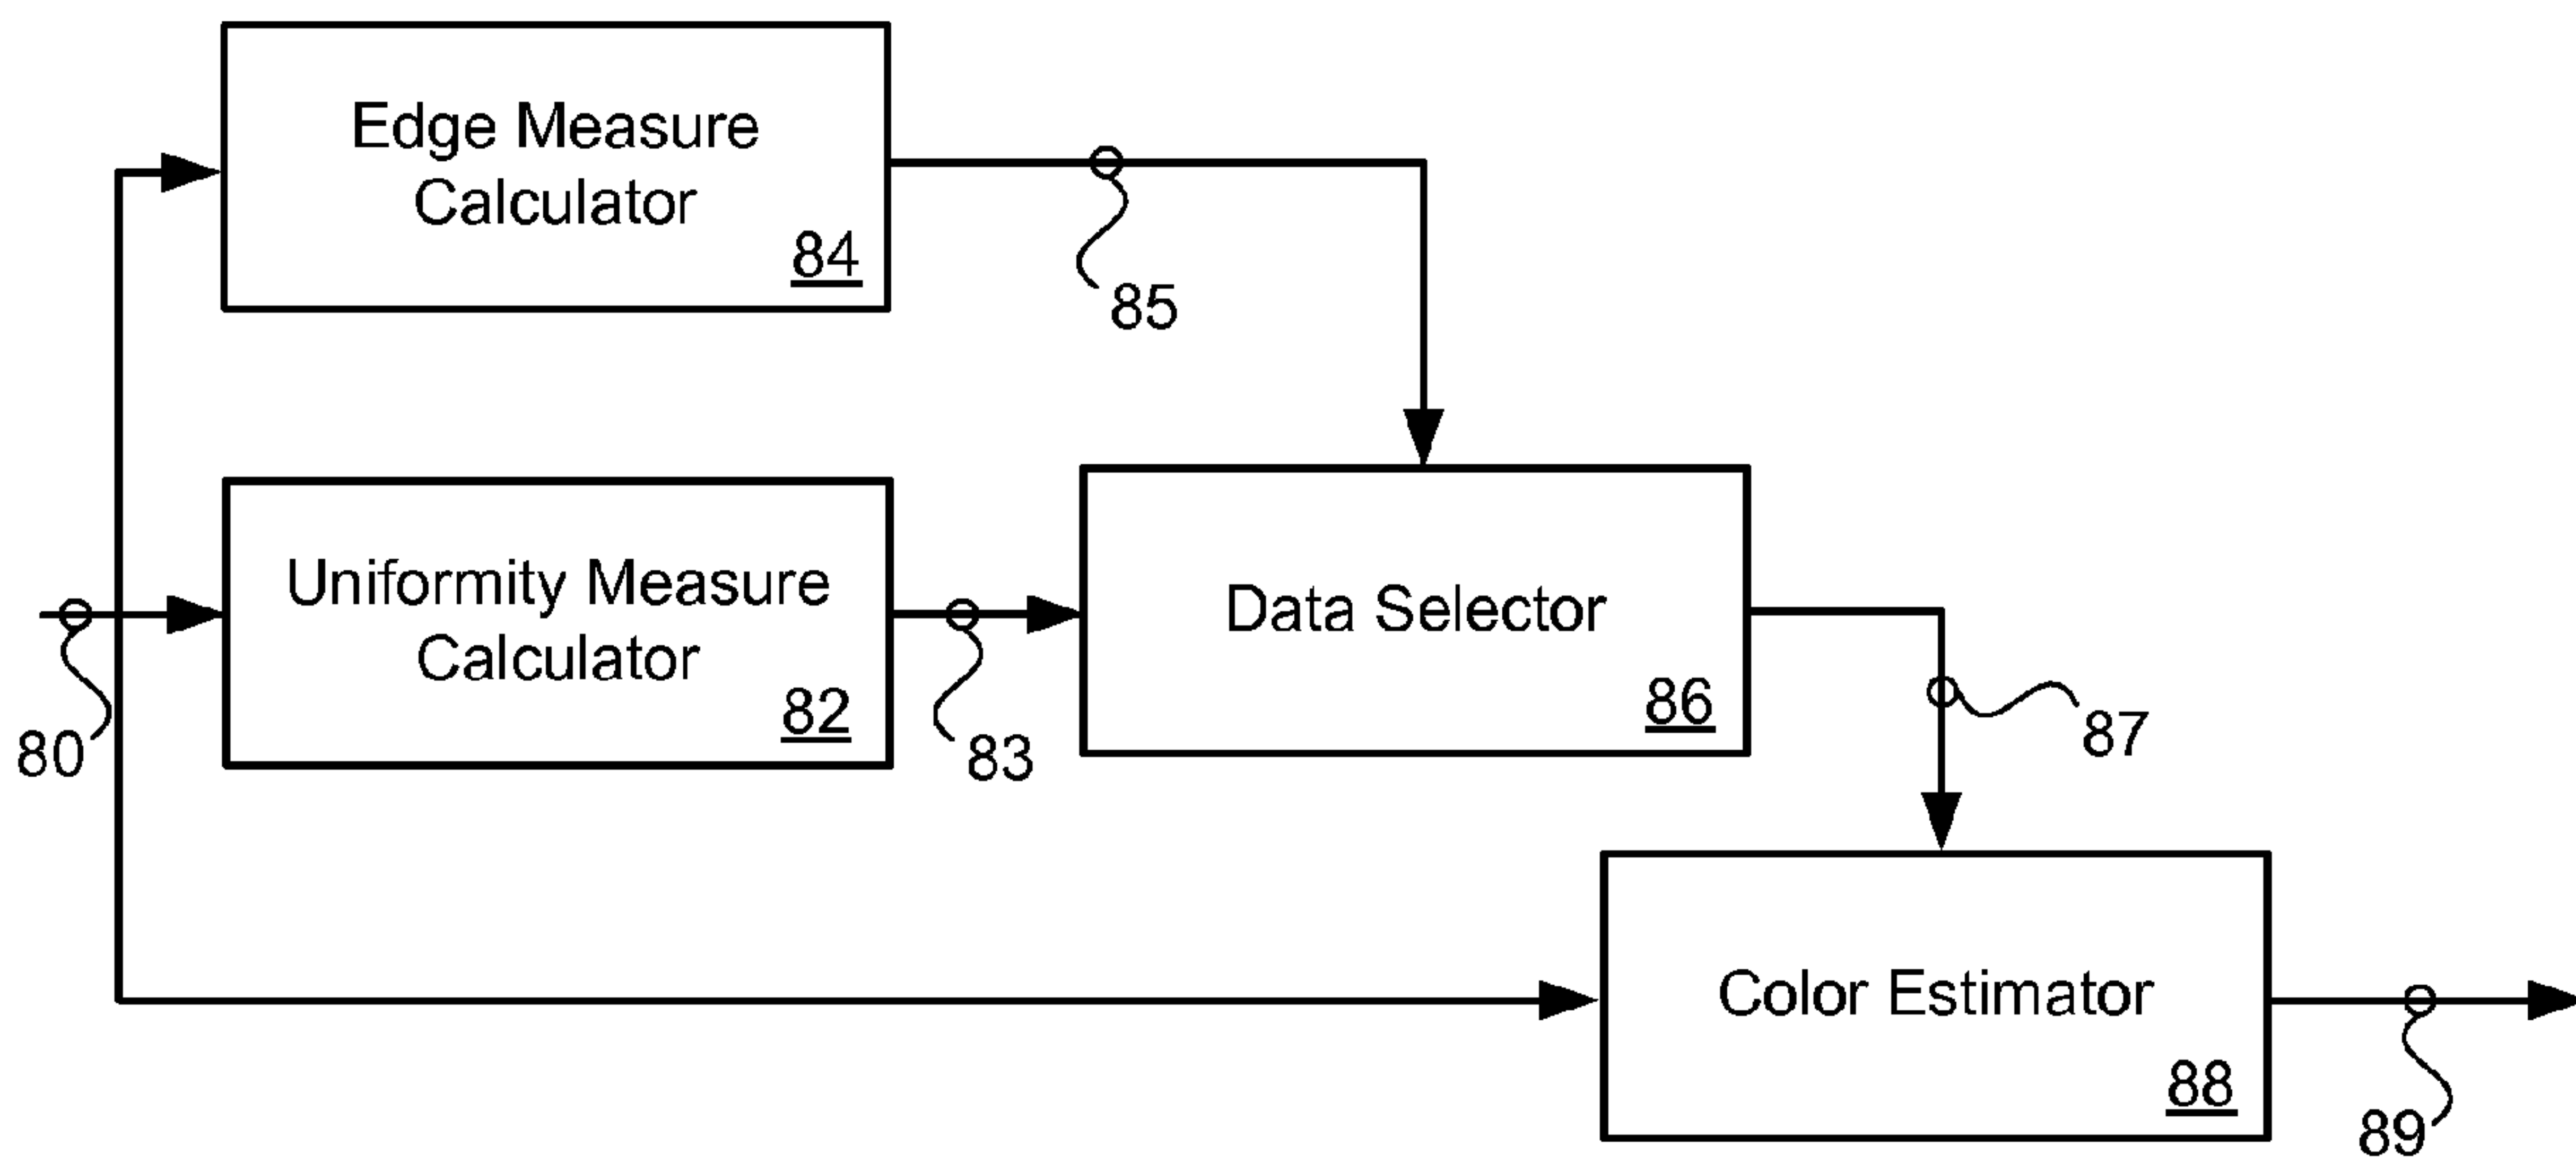 Edge Measure
Calculator
84
85
Uniformity Measure
Calculator
82
80
83
Data Selector
86
87
Color Estimator
88
89